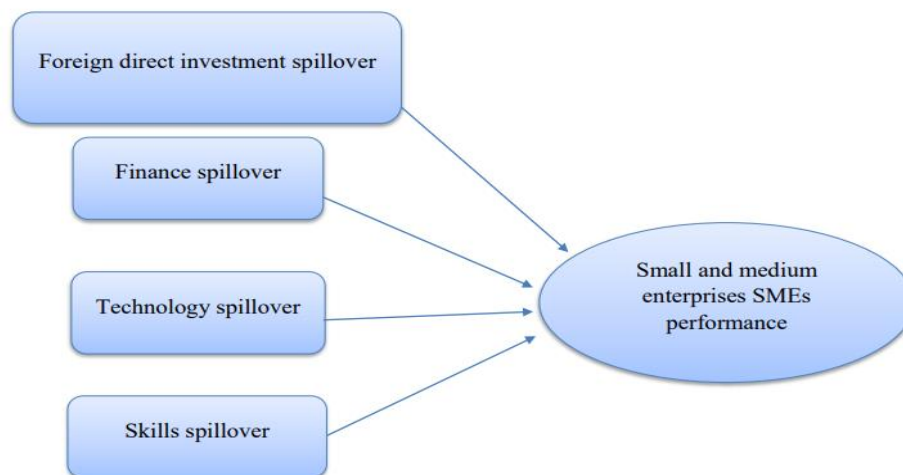 Foreign direct investment spillover
Finance spillover
Technology spillover
Skills spillover
Small and medium
enterprises SMEs
performance